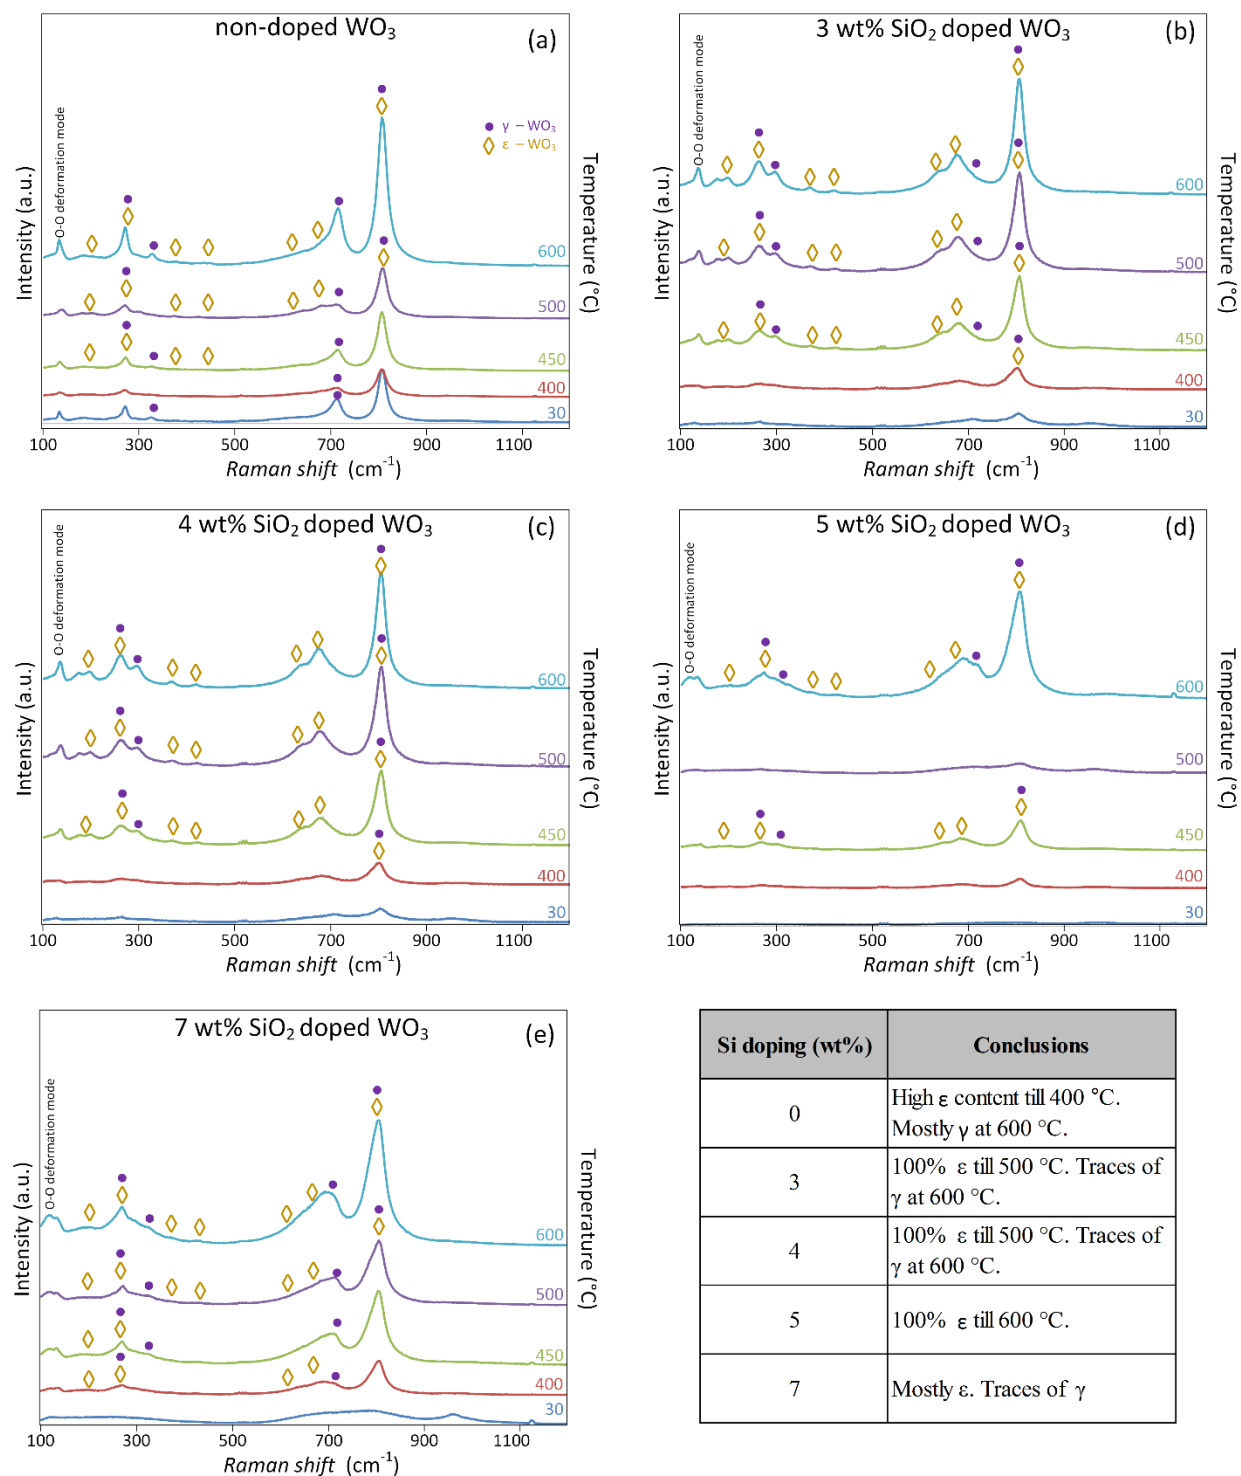 non-doped WO₃
(a)
O-O deformation mode
γ – WO₃
ε – WO₃
Intensity (a.u.)
Temperature (°C)
600
500
450
400
30
100 300 500 700 900 1100
Raman shift (cm⁻¹)
3 wt% SiO₂ doped WO₃
(b)
O-O deformation mode
Intensity (a.u.)
Temperature (°C)
600
500
450
400
30
100 300 500 700 900 1100
Raman shift (cm⁻¹)
4 wt% SiO₂ doped WO₃
(c)
O-O deformation mode
Intensity (a.u.)
Temperature (°C)
600
500
450
400
30
100 300 500 700 900 1100
Raman shift (cm⁻¹)
5 wt% SiO₂ doped WO₃
(d)
O-O deformation mode
Intensity (a.u.)
Temperature (°C)
600
500
450
400
30
100 300 500 700 900 1100
Raman shift (cm⁻¹)
7 wt% SiO₂ doped WO₃
(e)
O-O deformation mode
Intensity (a.u.)
Temperature (°C)
600
500
450
400
30
100 300 500 700 900 1100
Raman shift (cm⁻¹)
Si doping (wt%) Conclusions
0
High ε content till 400 °C.
Mostly γ at 600 °C.
3
100% ε till 500 °C. Traces of
γ at 600 °C.
4
100% ε till 500 °C. Traces of
γ at 600 °C.
5
100% ε till 600 °C.
7
Mostly ε. Traces of γ